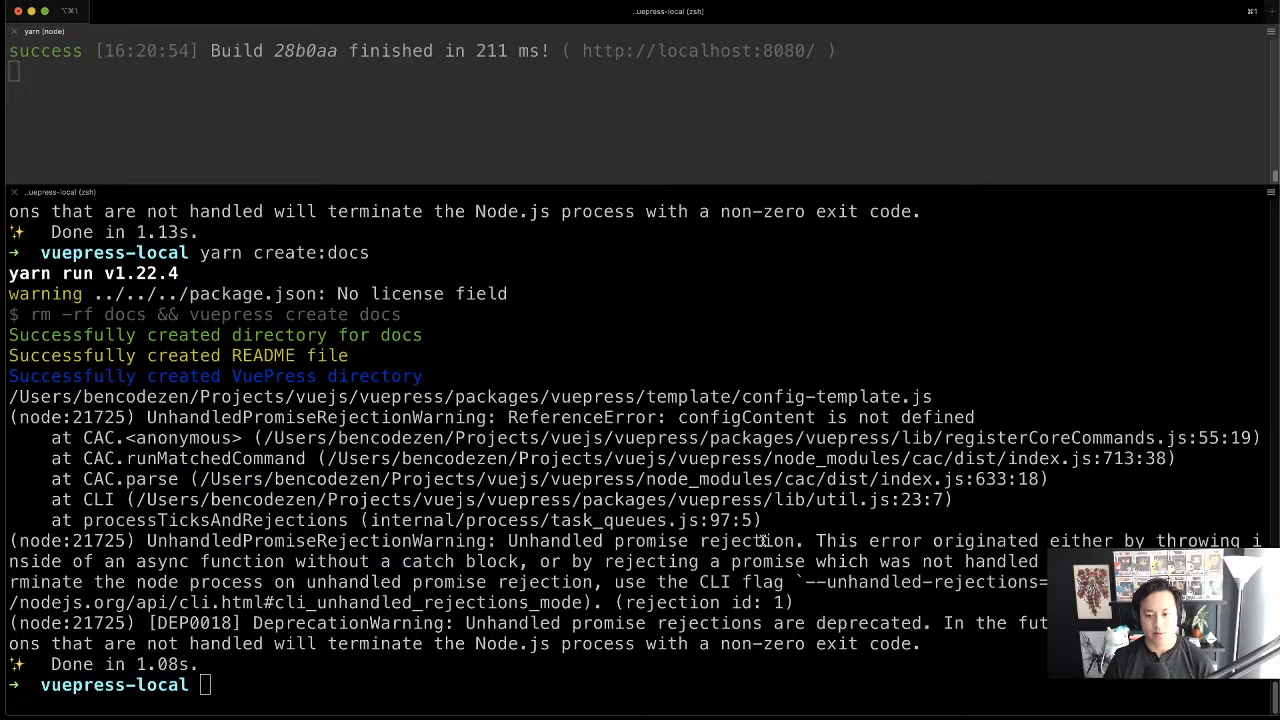 ⌥⌘1
..uepress-local (zsh)
⌘1
yarn (node)
success [16:20:54] Build 28b0aa finished in 211 ms! ( http://localhost:8080/ )
..uepress-local (zsh)
ons that are not handled will terminate the Node.js process with a non-zero exit code.
✨ Done in 1.13s.
→ vuepress-local yarn create:docs
yarn run v1.22.4
warning ../../../package.json: No license field
$ rm -rf docs && vuepress create docs
Successfully created directory for docs
Successfully created README file
Successfully created VuePress directory
/Users/bencodezen/Projects/vuejs/vuepress/packages/vuepress/template/config-template.js
(node:21725) UnhandledPromiseRejectionWarning: ReferenceError: configContent is not defined
at CAC.<anonymous> (/Users/bencodezen/Projects/vuejs/vuepress/packages/vuepress/lib/registerCoreCommands.js:55:19)
at CAC.runMatchedCommand (/Users/bencodezen/Projects/vuejs/vuepress/node_modules/cac/dist/index.js:713:38)
at CAC.parse (/Users/bencodezen/Projects/vuejs/vuepress/node_modules/cac/dist/index.js:633:18)
at CLI (/Users/bencodezen/Projects/vuejs/vuepress/packages/vuepress/lib/util.js:23:7)
at processTicksAndRejections (internal/process/task_queues.js:97:5)
(node:21725) UnhandledPromiseRejectionWarning: Unhandled promise rejection. This error originated either by throwing i
nside of an async function without a catch block, or by rejecting a promise which was not handled
rminate the node process on unhandled promise rejection, use the CLI flag `--unhandled-rejections=
/nodejs.org/api/cli.html#cli_unhandled_rejections_mode). (rejection id: 1)
(node:21725) [DEP0018] DeprecationWarning: Unhandled promise rejections are deprecated. In the fut
ons that are not handled will terminate the Node.js process with a non-zero exit code.
✨ Done in 1.08s.
→ vuepress-local